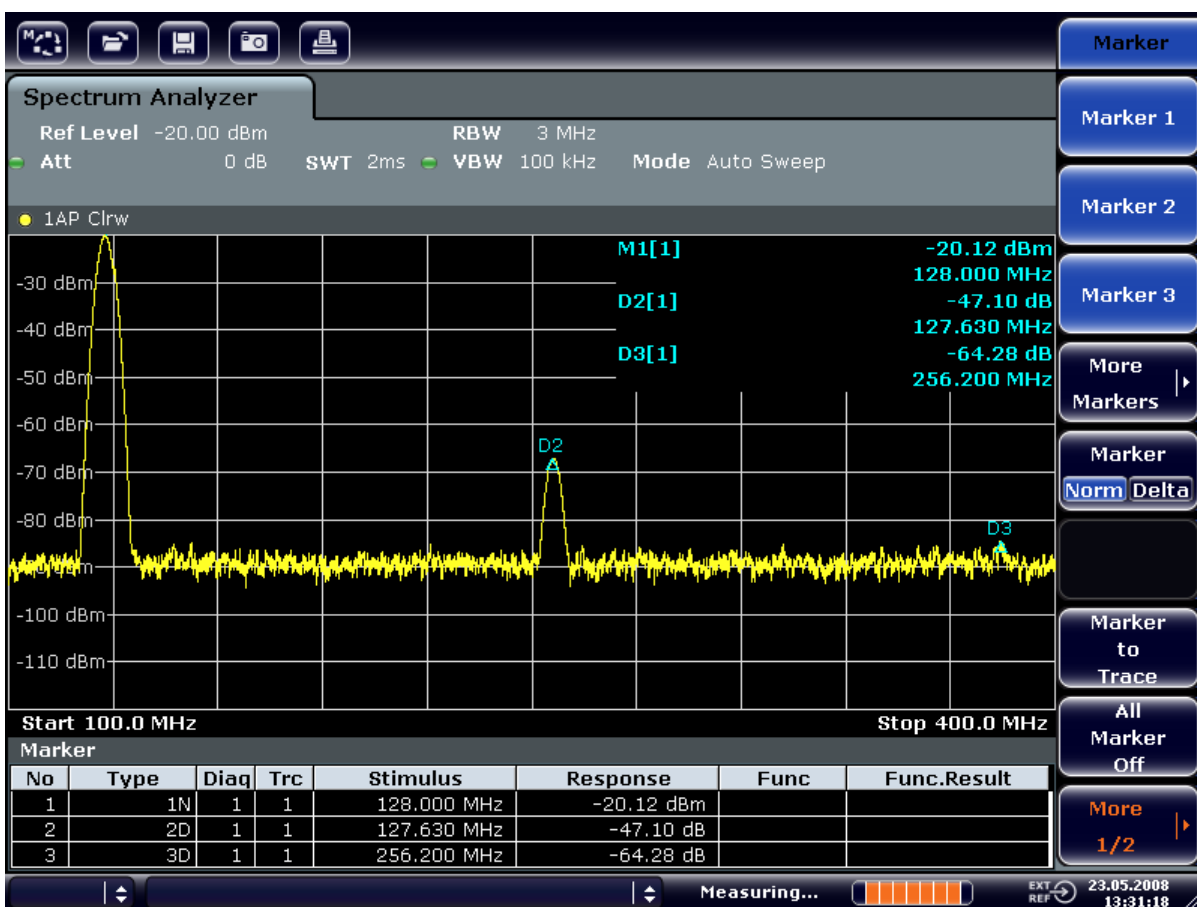 M
Marker
Spectrum Analyzer
Ref Level -20.00 dBm RBW 3 MHz
Att 0 dB SWT 2ms VBW 100 kHz Mode Auto Sweep
1AP Clrw
M1[1] -20.12 dBm
128.000 MHz
D2[1] -47.10 dB
127.630 MHz
D3[1] -64.28 dB
256.200 MHz
-30 dBm
-40 dBm
-50 dBm
-60 dBm
-70 dBm
-80 dBm
-100 dBm
-110 dBm
D2
D3
Start 100.0 MHz Stop 400.0 MHz
Marker
No Type Diaq Trc Stimulus Response Func Func.Result
1 1N 1 1 128.000 MHz -20.12 dBm
2 2D 1 1 127.630 MHz -47.10 dB
3 3D 1 1 256.200 MHz -64.28 dB
Measuring...
EXT
REF
23.05.2008
13:31:18
Marker 1
Marker 2
Marker 3
More
Markers
Marker
Norm Delta
Marker
to
Trace
All
Marker
Off
More
1/2